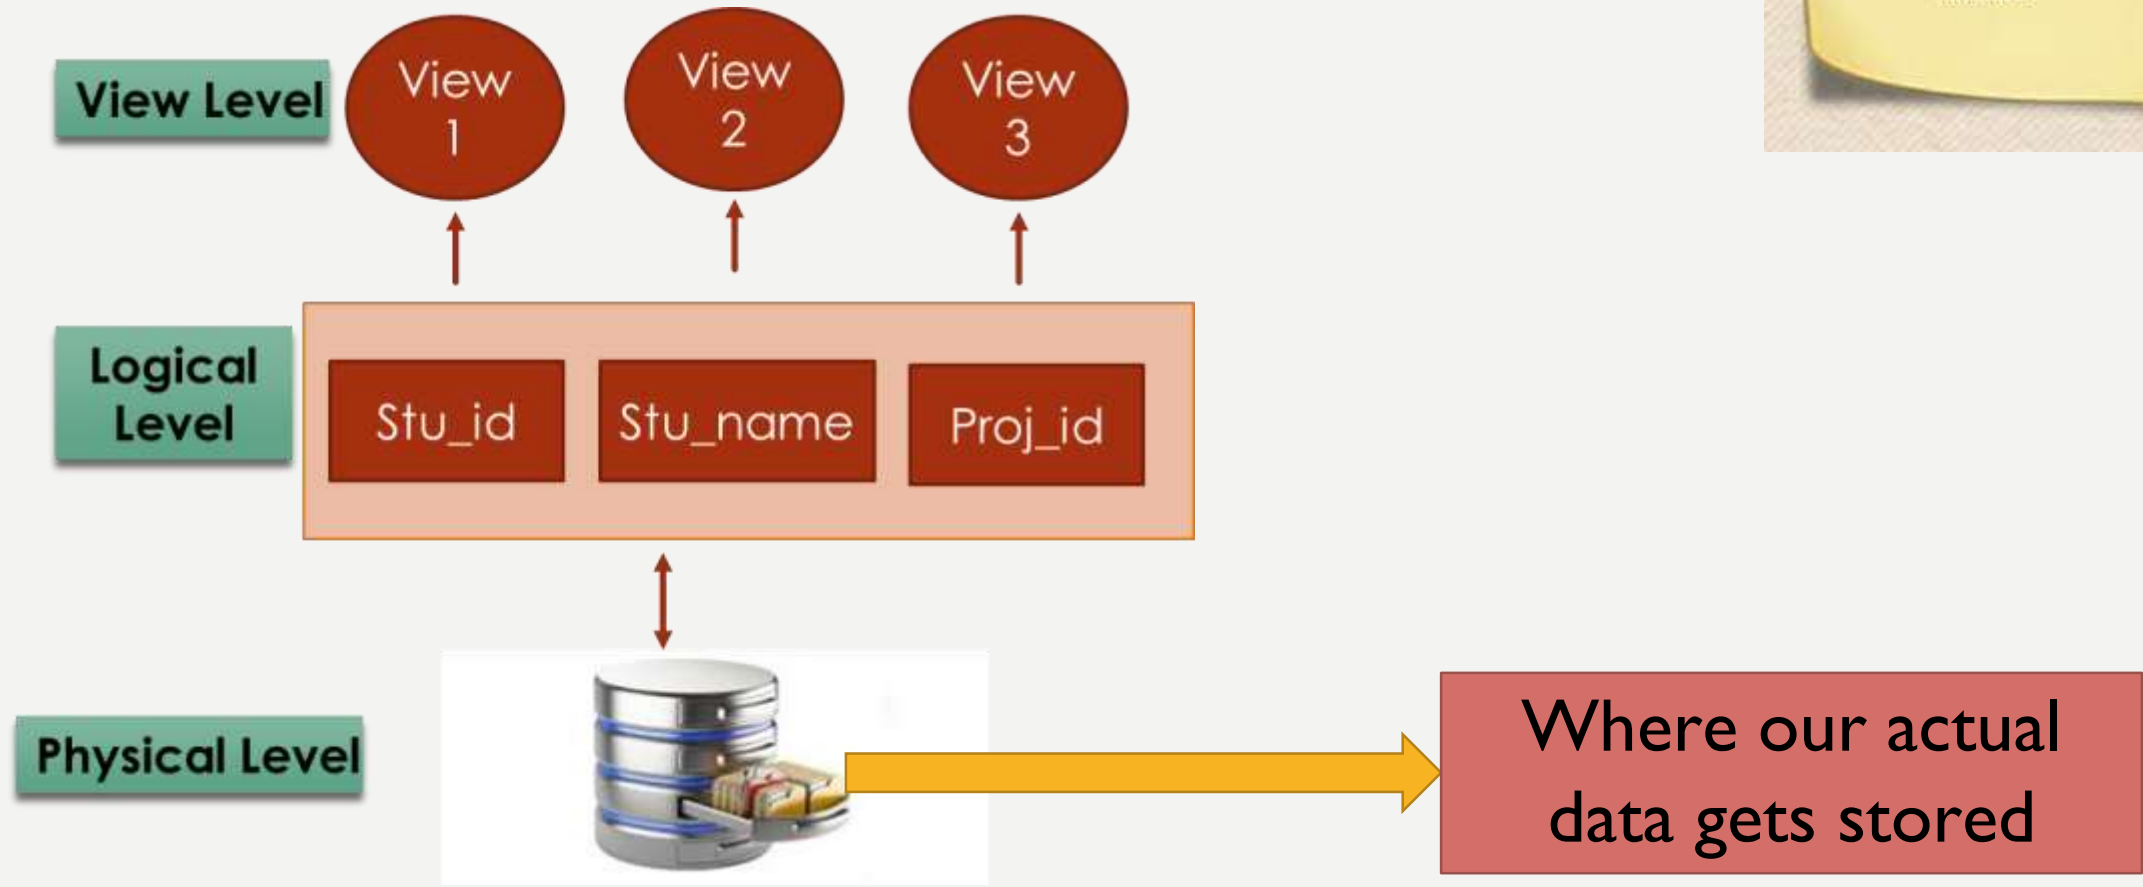 View Level
View
1
View
2
View
3
Logical
Level
Stu_id
Stu_name
Proj_id
Physical Level
Where our actual
data gets stored